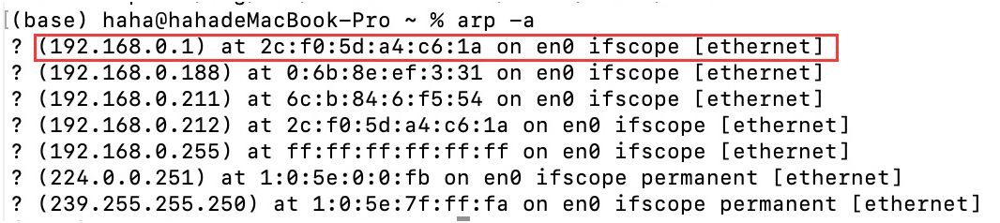 [(base) haha@hahadeMacBook-Pro ~ % arp -a
? (192.168.0.1) at 2c:f0:5d:a4:c6:1a on en0 ifscope [ethernet]
? (192.168.0.188) at 0:6b:8e:ef:3:31 on en0 ifscope [ethernet]
? (192.168.0.211) at 6c:b:84:6:f5:54 on en0 ifscope [ethernet]
? (192.168.0.212) at 2c:f0:5d:a4:c6:1a on en0 ifscope [ethernet]
? (192.168.0.255) at ff:ff:ff:ff:ff:ff on en0 ifscope [ethernet]
? (224.0.0.251) at 1:0:5e:0:0:fb on en0 ifscope permanent [ethernet]
? (239.255.255.250) at 1:0:5e:7f:ff:fa on en0 ifscope permanent [ethernet]